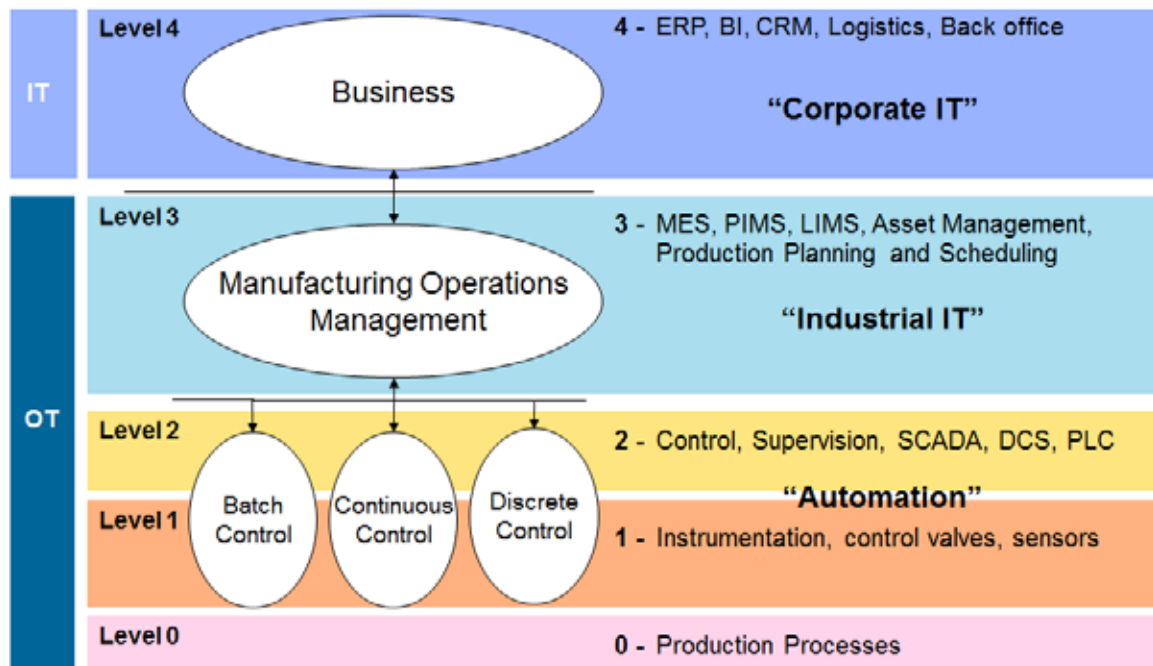 IT
Level 4
Business
4 - ERP, BI, CRM, Logistics, Back office
“Corporate IT”
OT
Level 3
Manufacturing Operations
Management
3 - MES, PIMS, LIMS, Asset Management,
Production Planning and Scheduling
“Industrial IT”
Level 2
2 - Control, Supervision, SCADA, DCS, PLC
“Automation”
Batch
Control
Continuous
Control
Discrete
Control
Level 1
1 - Instrumentation, control valves, sensors
Level 0
0 - Production Processes